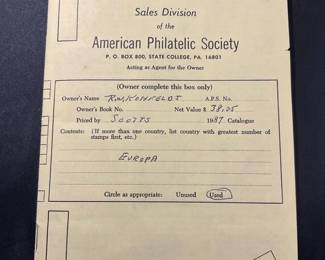 Sales Division
of the
American Philatelic Society
P. O. BOX 800, STATE COLLEGE, PA. 16801
Acting as Agent for the Owner
(Owner complete this box only)
Owner's Name A.P.S. No.
Owner's Book No. Net Value $ 38.05
Priced by Scotts 1987 Catalogue
Contents: (If more than one country, list country with greatest number of
stamps first, etc.)
EUROPA
Circle as appropriate: Unused Used